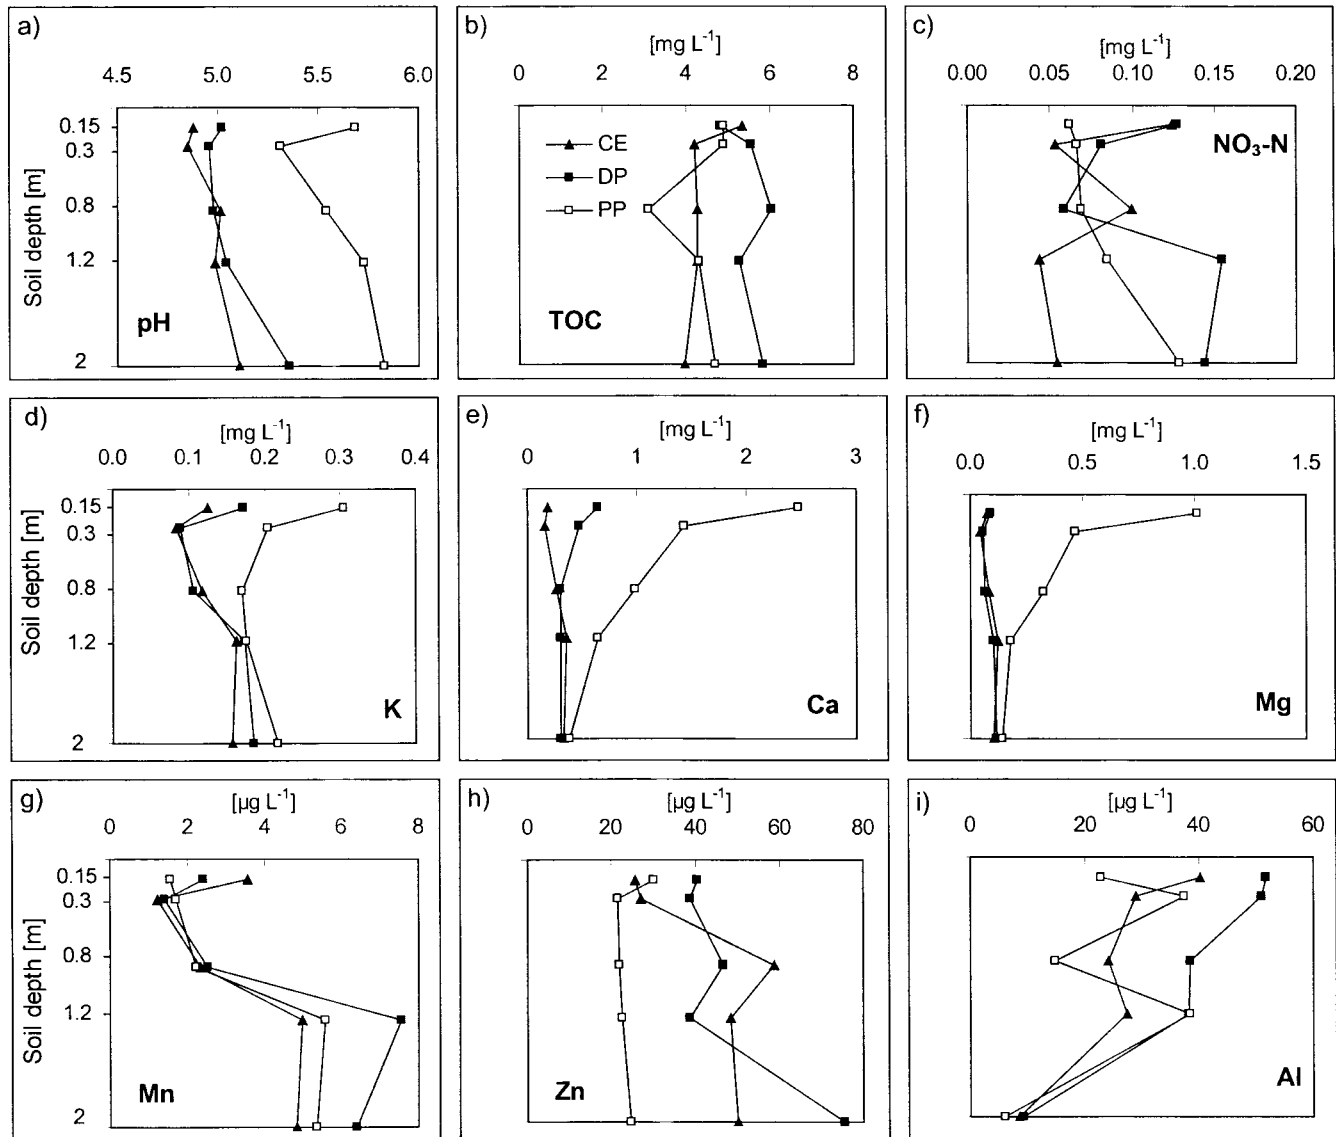 a)
4.5 5.0 5.5 6.0
0.15
0.3
0.8
1.2
2
Soil depth [m]
pH
b)
[mg L⁻¹]
0 2 4 6 8
CE
DP
PP
TOC
c)
[mg L⁻¹]
0.00 0.05 0.10 0.15 0.20
NO₃-N
d)
[mg L⁻¹]
0.0 0.1 0.2 0.3 0.4
0.15
0.3
0.8
1.2
2
Soil depth [m]
K
e)
[mg L⁻¹]
0 1 2 3
Ca
f)
[mg L⁻¹]
0.0 0.5 1.0 1.5
Mg
g)
[µg L⁻¹]
0 2 4 6 8
0.15
0.3
0.8
1.2
2
Soil depth [m]
Mn
h)
[µg L⁻¹]
0 20 40 60 80
Zn
i)
[µg L⁻¹]
0 20 40 60
Al